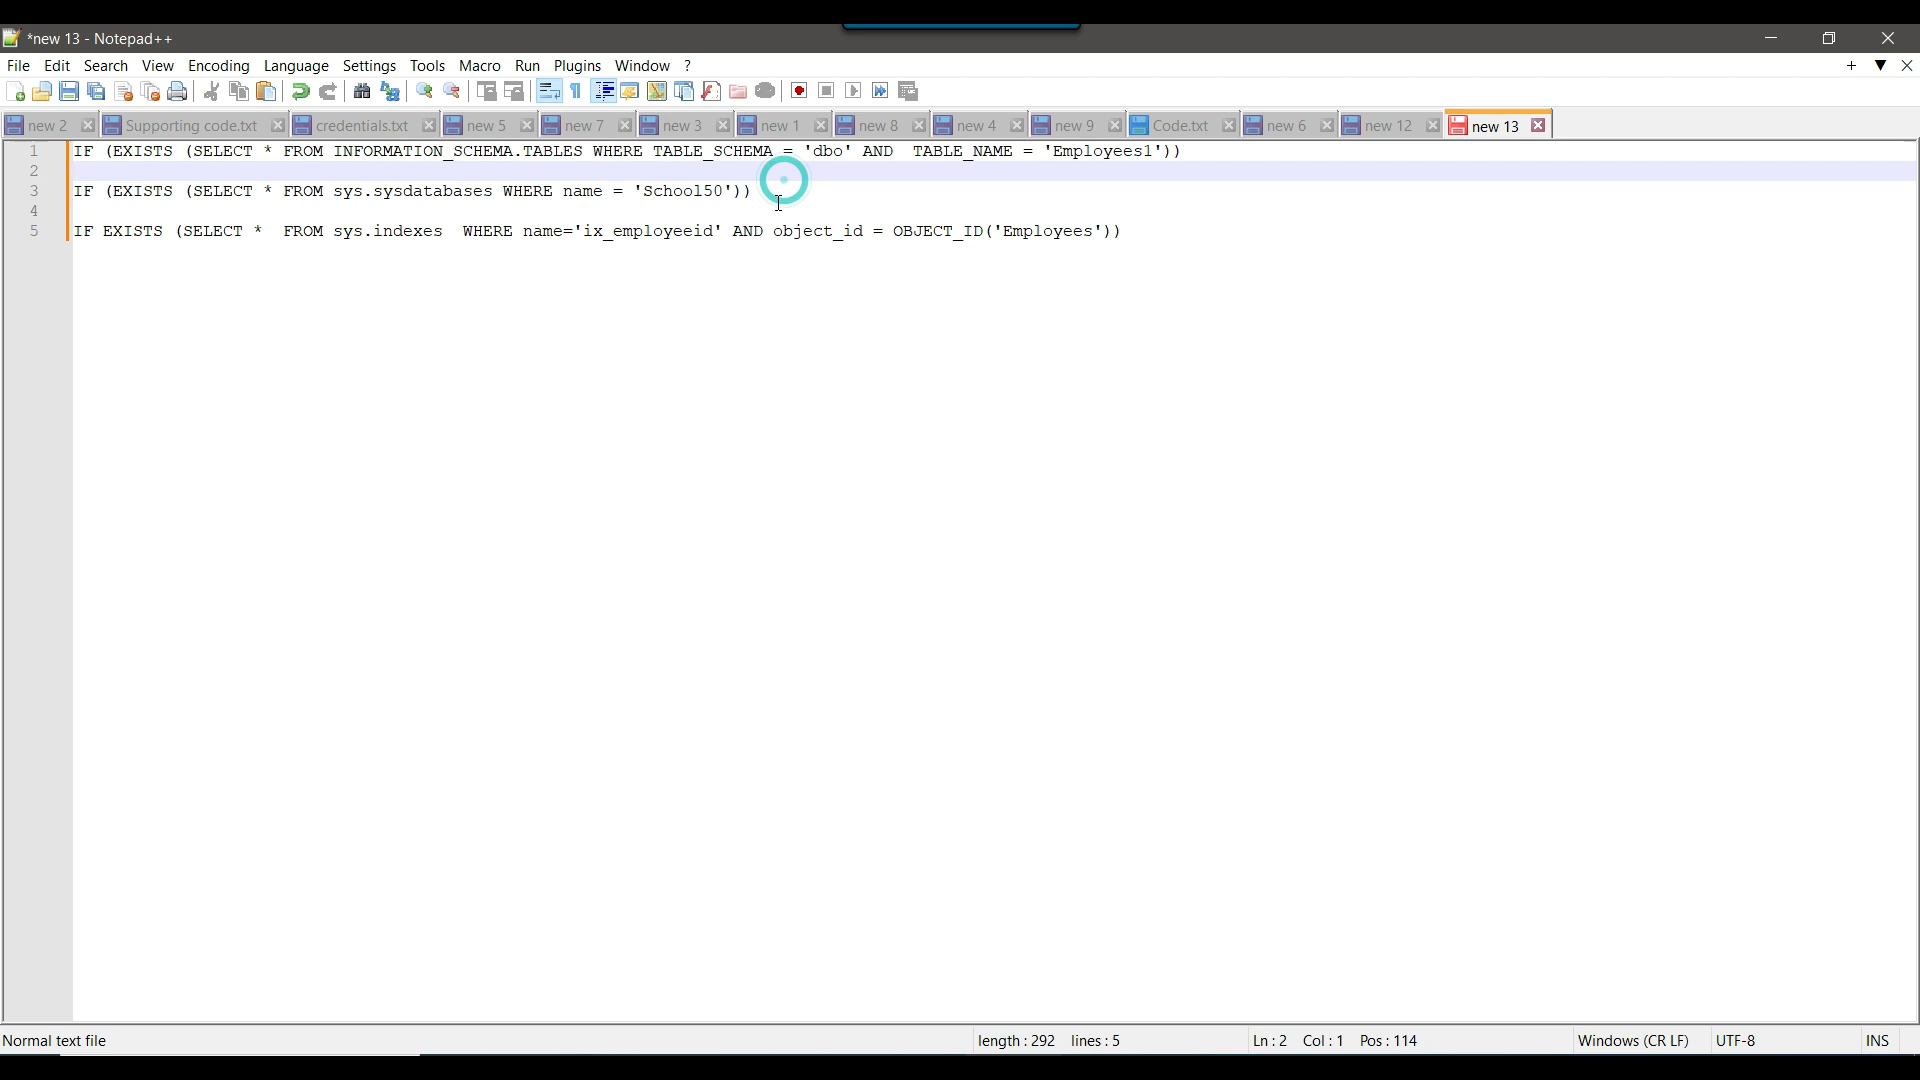 *new 13 - Notepad++
File Edit Search View Encoding Language Settings Tools Macro Run Plugins Window ?
new 2 Supporting code.txt credentials.txt new 5 new 7 new 3 new 1 new 8 new 4 new 9 Code.txt new 6 new 12 new 13
1 IF (EXISTS (SELECT * FROM INFORMATION_SCHEMA.TABLES WHERE TABLE_SCHEMA = 'dbo' AND  TABLE_NAME = 'Employees1'))
2
3 IF (EXISTS (SELECT * FROM sys.sysdatabases WHERE name = 'School50'))
4
5 IF EXISTS (SELECT *  FROM sys.indexes  WHERE name='ix_employeeid' AND object_id = OBJECT_ID('Employees'))
Normal text file length : 292 lines : 5 Ln : 2 Col : 1 Pos : 114 Windows (CR LF) UTF-8 INS